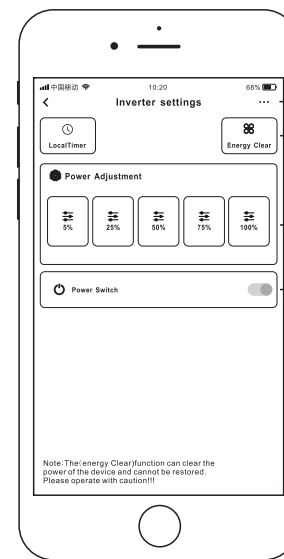 中国移动 10:20 68%
Inverter settings
LocalTimer Energy Clear
Power Adjustment
5% 25% 50% 75% 100%
Power Switch
Note:The(energy Clear)function can clear the
power of the device and cannot be restored.
Please operate with caution!!!